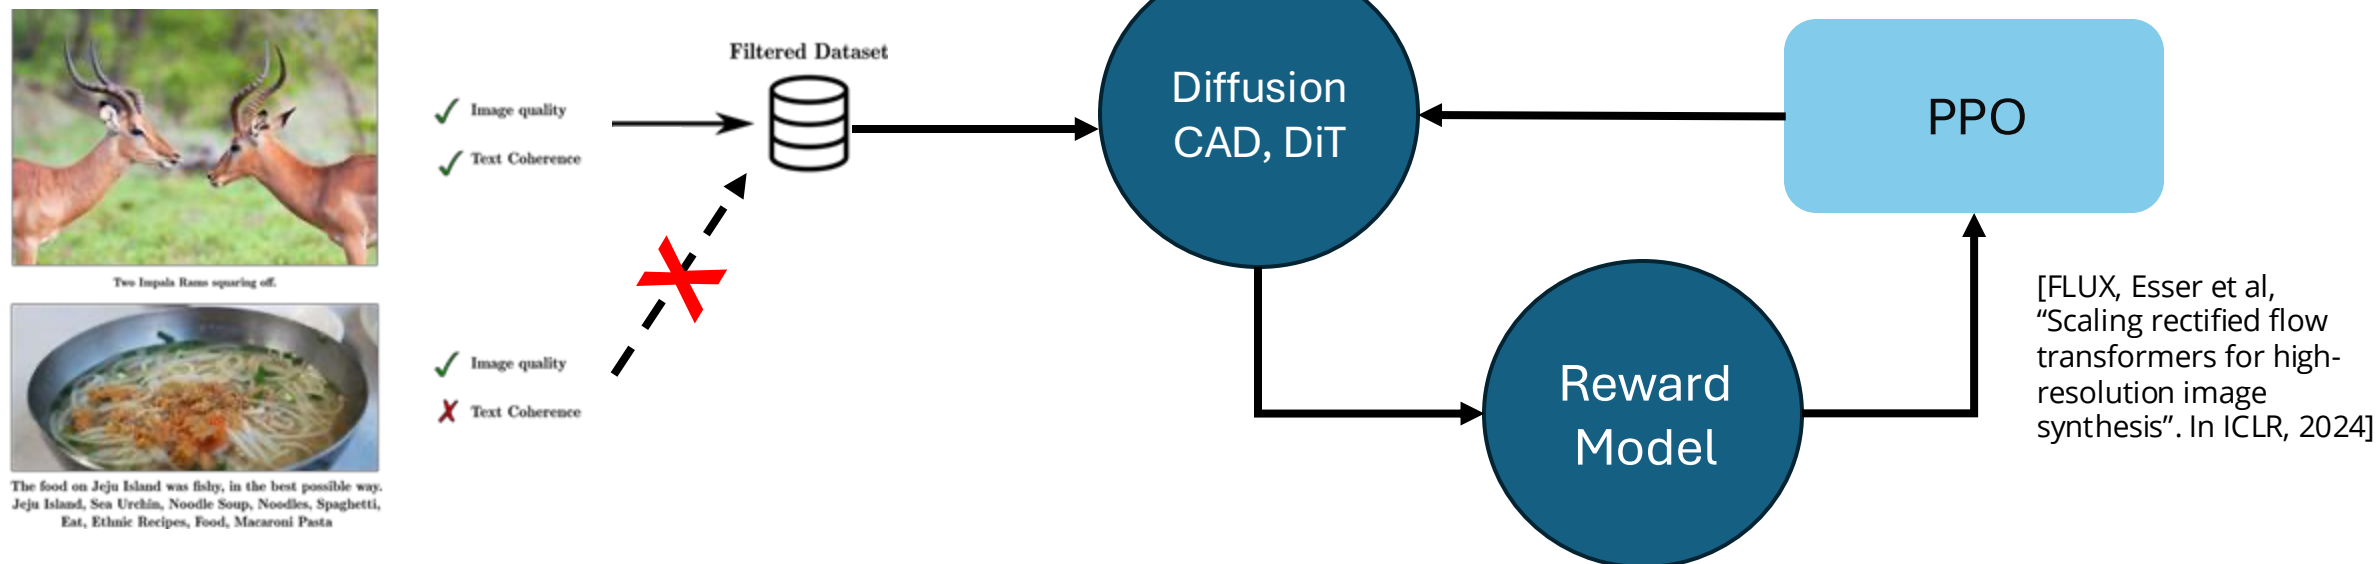 Two Impala Rams squaring off.
The food on Jeju Island was fishy, in the best possible way.
Jeju Island, Sea Urchin, Noodle Soup, Noodles, Spaghetti,
Eat, Ethnic Recipes, Food, Macaroni Pasta
Image quality
Text Coherence
Image quality
Text Coherence
Filtered Dataset
Diffusion
CAD, DiT
Reward
Model
PPO
[FLUX, Esser et al,
“Scaling rectified flow
transformers for high-
resolution image
synthesis”. In ICLR, 2024]